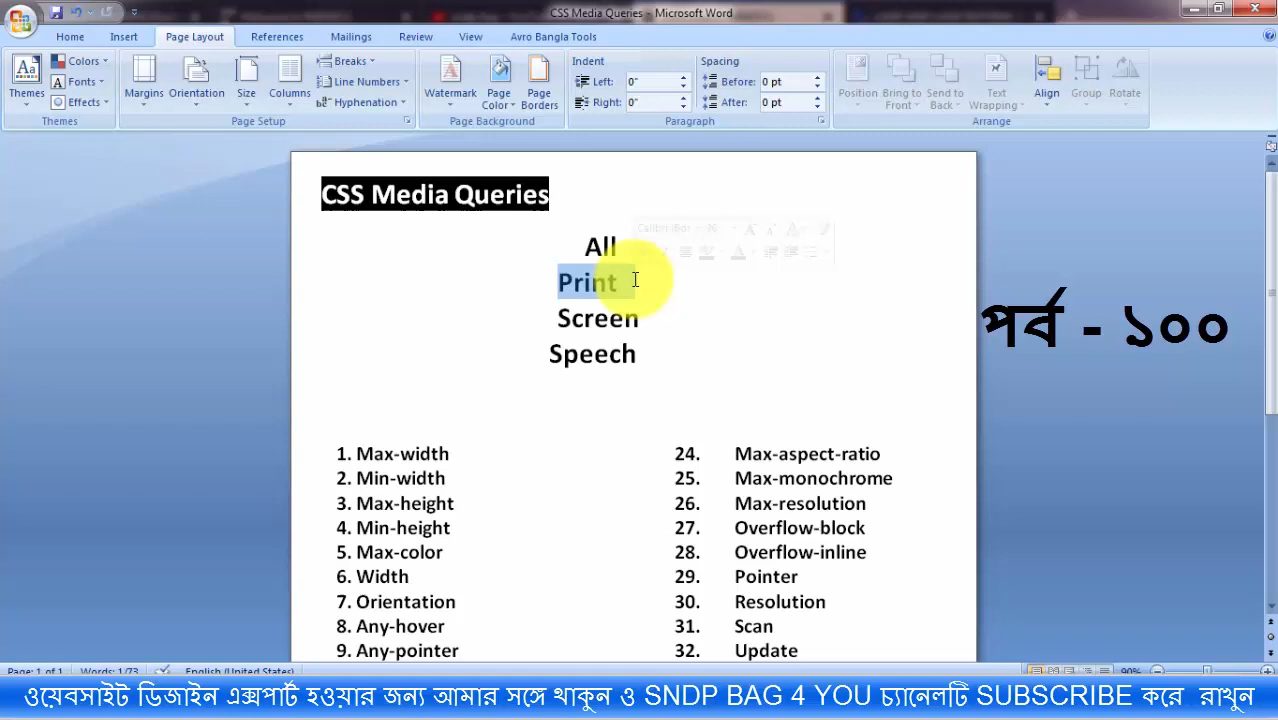 CSS Media Queries - Microsoft Word
Home Insert Page Layout References Mailings Review View Avro Bangla Tools
Themes Colors Fonts Effects Margins Orientation Size Columns Breaks Line Numbers Hyphenation Watermark Page Color Page Borders Indent Left: 0" Right: 0" Spacing Before: 0 pt After: 0 pt Position Bring to Front Send to Back Text Wrapping Align Group Rotate
Themes Page Setup Page Background Paragraph Arrange
CSS Media Queries
All
Print
Screen
Speech
পর্ব - ১০০
1. Max-width
2. Min-width
3. Max-height
4. Min-height
5. Max-color
6. Width
7. Orientation
8. Any-hover
9. Any-pointer
24. Max-aspect-ratio
25. Max-monochrome
26. Max-resolution
27. Overflow-block
28. Overflow-inline
29. Pointer
30. Resolution
31. Scan
32. Update
Page: 1 of 1 Words: 1/73 English (United States) 90%
ওয়েবসাইট ডিজাইন এক্সপার্ট হওয়ার জন্য আমার সঙ্গে থাকুন ও SNDP BAG 4 YOU চ্যানেলটি SUBSCRIBE করে রাখুন